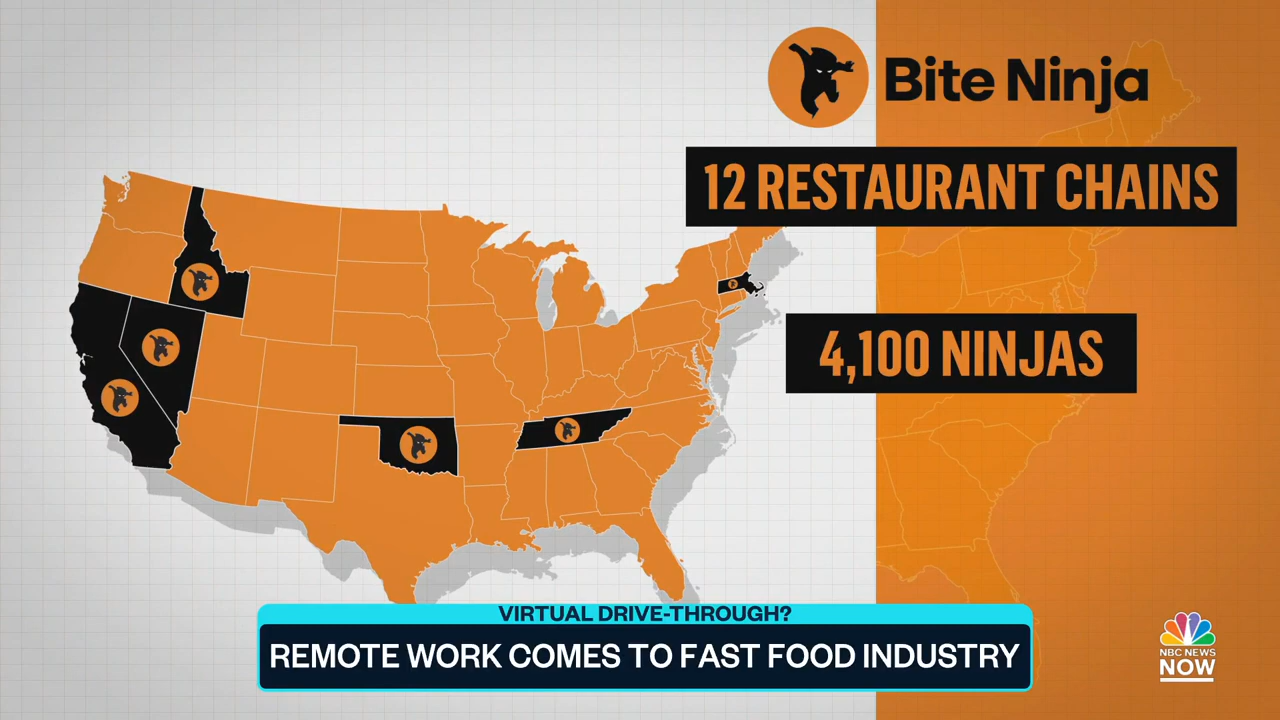 Bite Ninja
12 RESTAURANT CHAINS
4,100 NINJAS
VIRTUAL DRIVE-THROUGH?
REMOTE WORK COMES TO FAST FOOD INDUSTRY
NBC NEWS
NOW